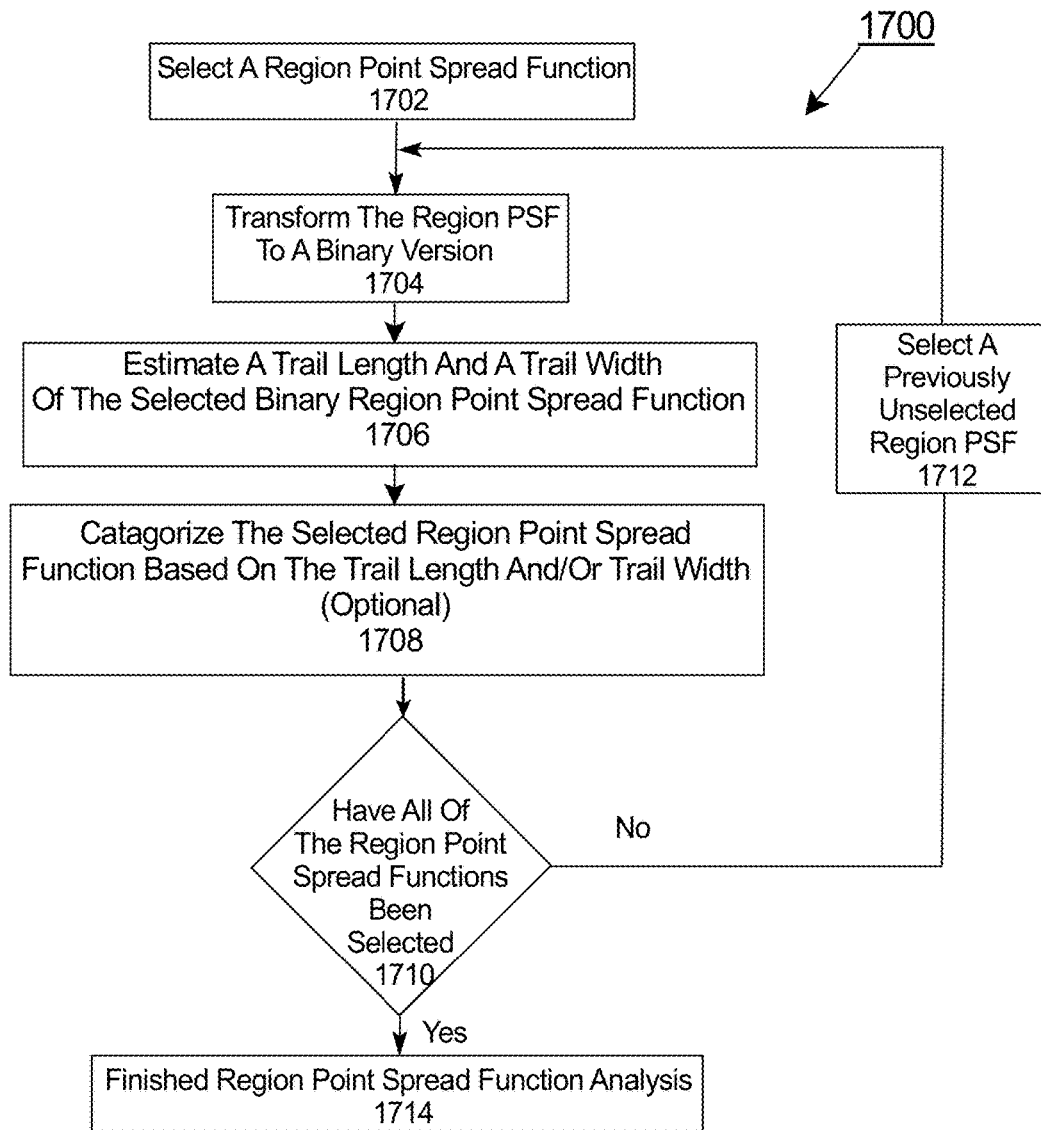 1700
Select A Region Point Spread Function
1702
Transform The Region PSF
To A Binary Version
1704
Estimate A Trail Length And A Trail Width
Of The Selected Binary Region Point Spread Function
1706
Select A
Previously
Unselected
Region PSF
1712
Catagorize The Selected Region Point Spread
Function Based On The Trail Length And/Or Trail Width
(Optional)
1708
Have All Of
The Region Point
Spread Functions
Been
Selected
1710
No
Yes
Finished Region Point Spread Function Analysis
1714